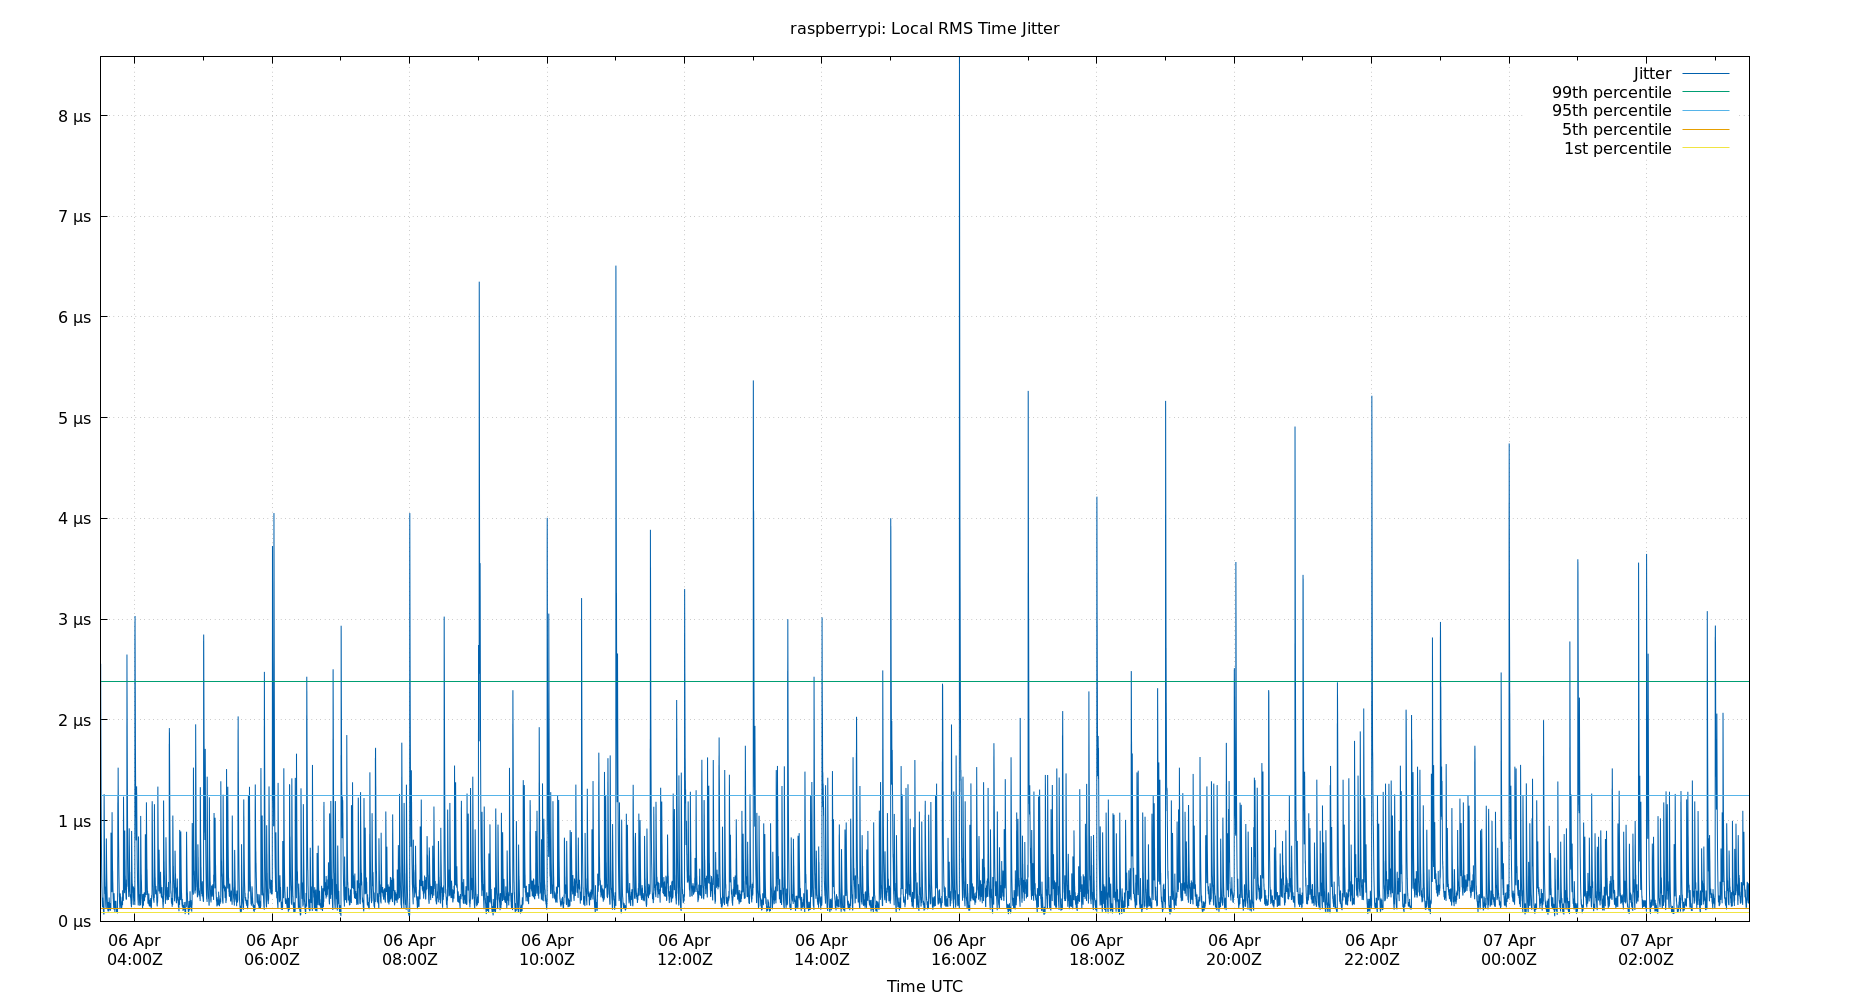 raspberrypi: Local RMS Time Jitter
Jitter
99th percentile
95th percentile
5th percentile
1st percentile
8 µs
7 µs
6 µs
5 µs
4 µs
3 µs
2 µs
1 µs
0 µs
06 Apr 06 Apr 06 Apr 06 Apr 06 Apr 06 Apr 06 Apr 06 Apr 06 Apr 06 Apr 07 Apr 07 Apr
04:00Z 06:00Z 08:00Z 10:00Z 12:00Z 14:00Z 16:00Z 18:00Z 20:00Z 22:00Z 00:00Z 02:00Z
Time UTC